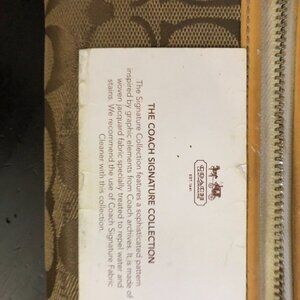 COACH
EST. 1941
THE COACH SIGNATURE COLLECTION
The Signature Collection features a sophisticated pattern
inspired by graphic elements from Coach archives. It is made of
woven jacquard fabric specially treated to repel water and
stains. We recommend the use of Coach Signature Fabric
Cleaner with this collection.